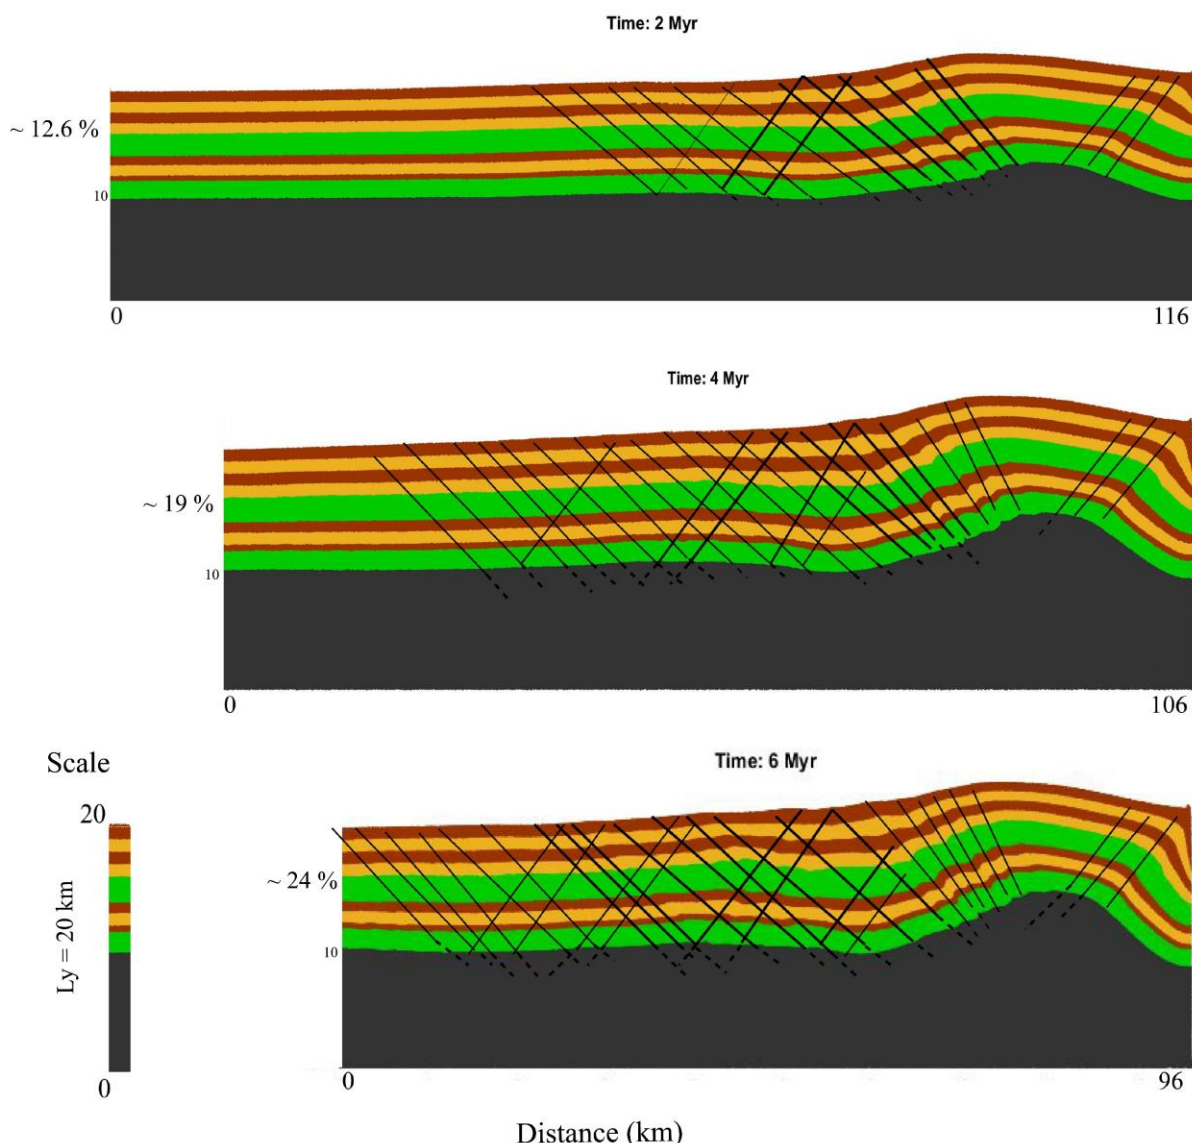 Time: 2 Myr
~ 12.6 %
10
0 116
Time: 4 Myr
~ 19 %
10
0 106
Scale
Time: 6 Myr
20
~ 24 %
Ly = 20 km
10
0
0 96
Distance (km)